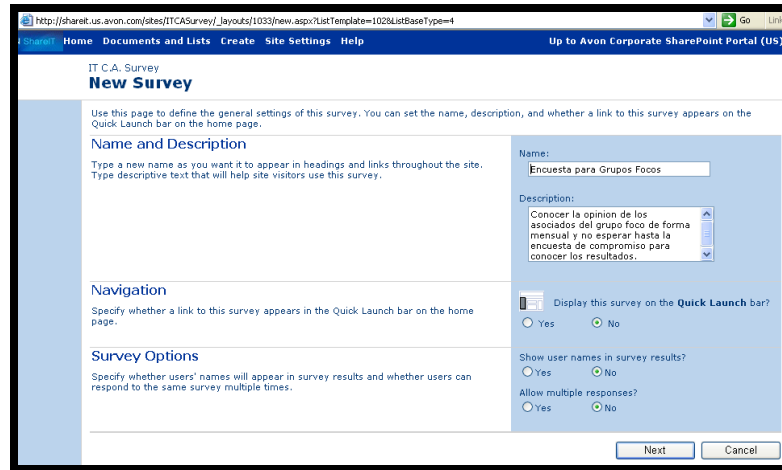 http://shareit.us.avon.com/sites/ITCASurvey/_layouts/1033/new.aspx?ListTemplate=102&ListBaseType=4 Go Link
ShareIT Home Documents and Lists Create Site Settings Help Up to Avon Corporate SharePoint Portal (US)
IT C.A. Survey
New Survey
Use this page to define the general settings of this survey. You can set the name, description, and whether a link to this survey appears on the
Quick Launch bar on the home page.
Name and Description
Type a new name as you want it to appear in headings and links throughout the site.
Type descriptive text that will help site visitors use this survey.
Name:
Encuesta para Grupos Focos
Description:
Conocer la opinion de los
asociados del grupo foco de forma
mensual y no esperar hasta la
encuesta de compromiso para
conocer los resultados.
Navigation
Specify whether a link to this survey appears in the Quick Launch bar on the home
page.
Display this survey on the Quick Launch bar?
Yes No
Survey Options
Specify whether users' names will appear in survey results and whether users can
respond to the same survey multiple times.
Show user names in survey results?
Yes No
Allow multiple responses?
Yes No
Next Cancel